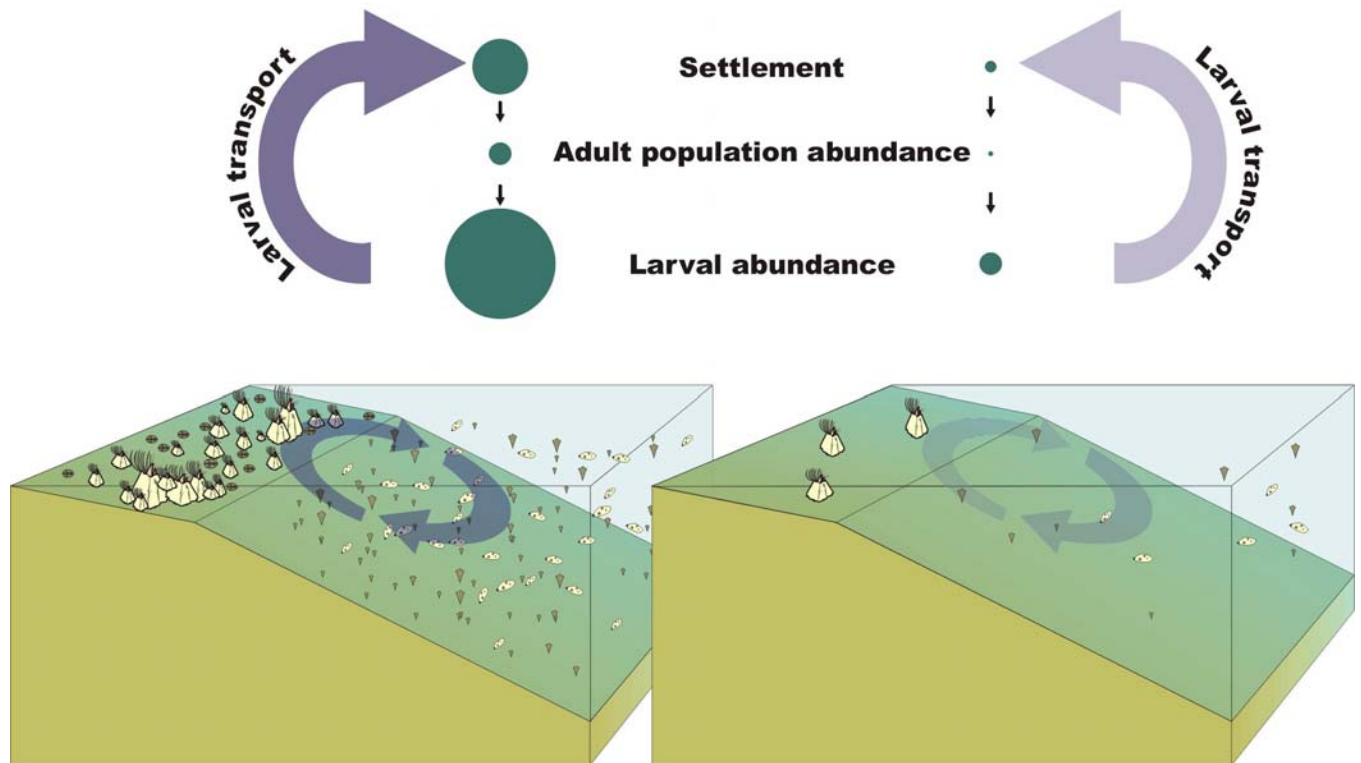 Larval transport
Settlement
Adult population abundance
Larval abundance
Larval transport